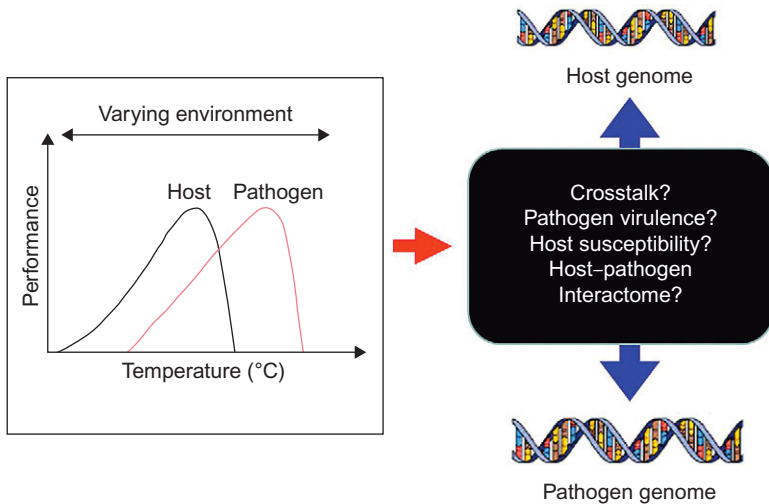 Varying environment
Host
Pathogen
Performance
Temperature (°C)
Host genome
Crosstalk?
Pathogen virulence?
Host susceptibility?
Host–pathogen
Interactome?
Pathogen genome